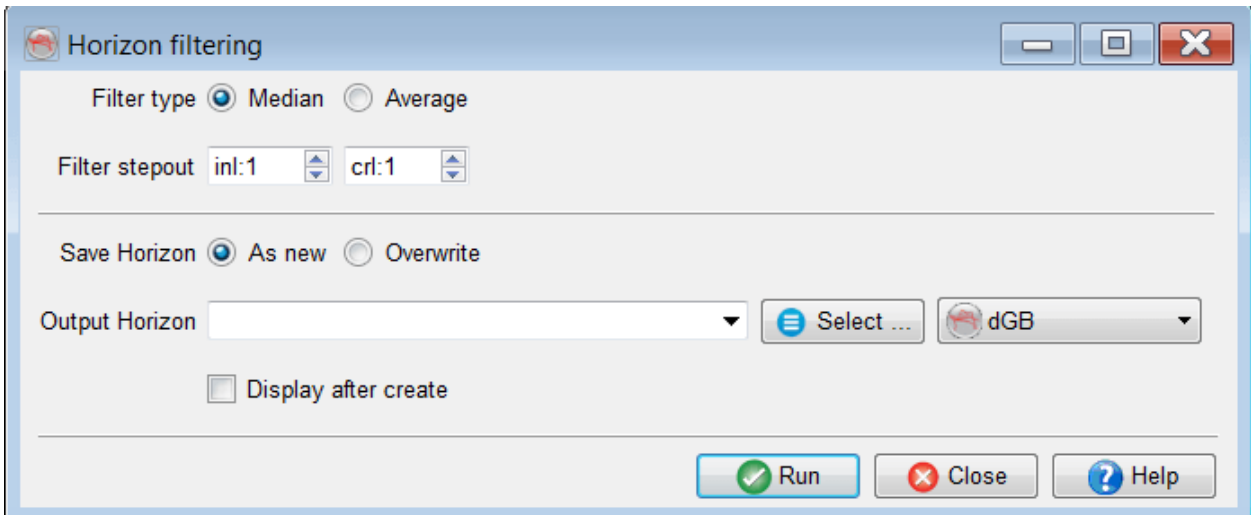 Horizon filtering
Filter type Median Average
Filter stepout inl:1 crl:1
Save Horizon As new Overwrite
Output Horizon Select ... dGB
Display after create
Run Close Help